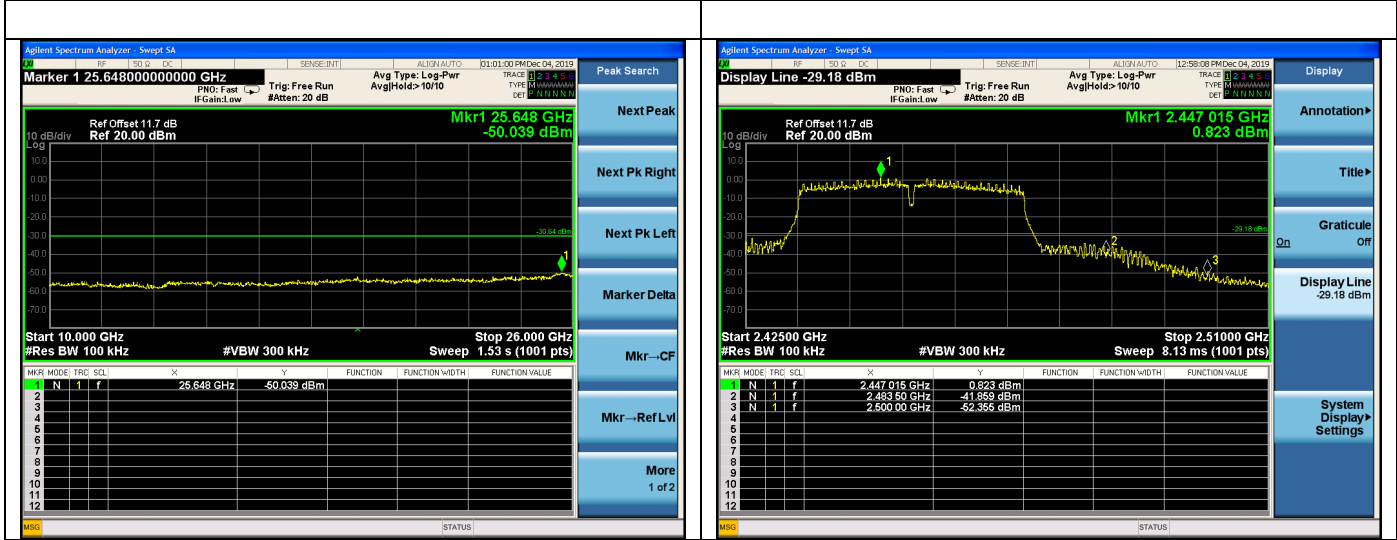 Agilent Spectrum Analyzer - Swept SA
LXI RF 50 Ω DC SENSE:INT ALIGN AUTO 01:01:00 PM Dec 04, 2019
Marker 1 25.648000000000 GHz
PNO: Fast
IFGain:Low
Trig: Free Run
#Atten: 20 dB
Avg Type: Log-Pwr
Avg|Hold:>10/10
TRACE 1 2 3 4 5 6
TYPE M
DET P N N N N N
Ref Offset 11.7 dB
Ref 20.00 dBm
10 dB/div
Log
Mkr1 25.648 GHz
-50.039 dBm
10.0
0.00
-10.0
-20.0
-30.0
-40.0
-50.0
-60.0
-70.0
-30.64 dBm
1
Start 10.000 GHz
Stop 26.000 GHz
#Res BW 100 kHz
#VBW 300 kHz
Sweep 1.53 s (1001 pts)
MKR MODE TRC SCL X Y FUNCTION FUNCTION WIDTH FUNCTION VALUE
1 N 1 f 25.648 GHz -50.039 dBm
2
3
4
5
6
7
8
9
10
11
12
MSG STATUS
Peak Search
Next Peak
Next Pk Right
Next Pk Left
Marker Delta
Mkr→CF
Mkr→Ref Lvl
More
1 of 2
Agilent Spectrum Analyzer - Swept SA
LXI RF 50 Ω DC SENSE:INT ALIGN AUTO 12:58:08 PM Dec 04, 2019
Display Line -29.18 dBm
PNO: Fast
IFGain:Low
Trig: Free Run
#Atten: 20 dB
Avg Type: Log-Pwr
Avg|Hold:>10/10
TRACE 1 2 3 4 5 6
TYPE M
DET P N N N N N
Ref Offset 11.7 dB
Ref 20.00 dBm
10 dB/div
Log
Mkr1 2.447 015 GHz
0.823 dBm
10.0
0.00
-10.0
-20.0
-30.0
-40.0
-50.0
-60.0
-70.0
-29.18 dBm
1
2
3
Start 2.42500 GHz
Stop 2.51000 GHz
#Res BW 100 kHz
#VBW 300 kHz
Sweep 8.13 ms (1001 pts)
MKR MODE TRC SCL X Y FUNCTION FUNCTION WIDTH FUNCTION VALUE
1 N 1 f 2.447 015 GHz 0.823 dBm
2 N 1 f 2.483 50 GHz -41.859 dBm
3 N 1 f 2.500 00 GHz -52.355 dBm
4
5
6
7
8
9
10
11
12
MSG STATUS
Display
Annotation
Title
Graticule
On Off
Display Line
-29.18 dBm
System
Display
Settings